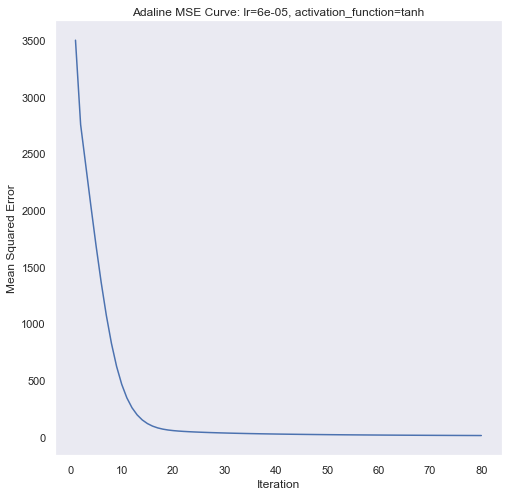 Adaline MSE Curve: lr=6e-05, activation_function=tanh
Mean Squared Error
3500
3000
2500
2000
1500
1000
500
0
0 10 20 30 40 50 60 70 80
Iteration